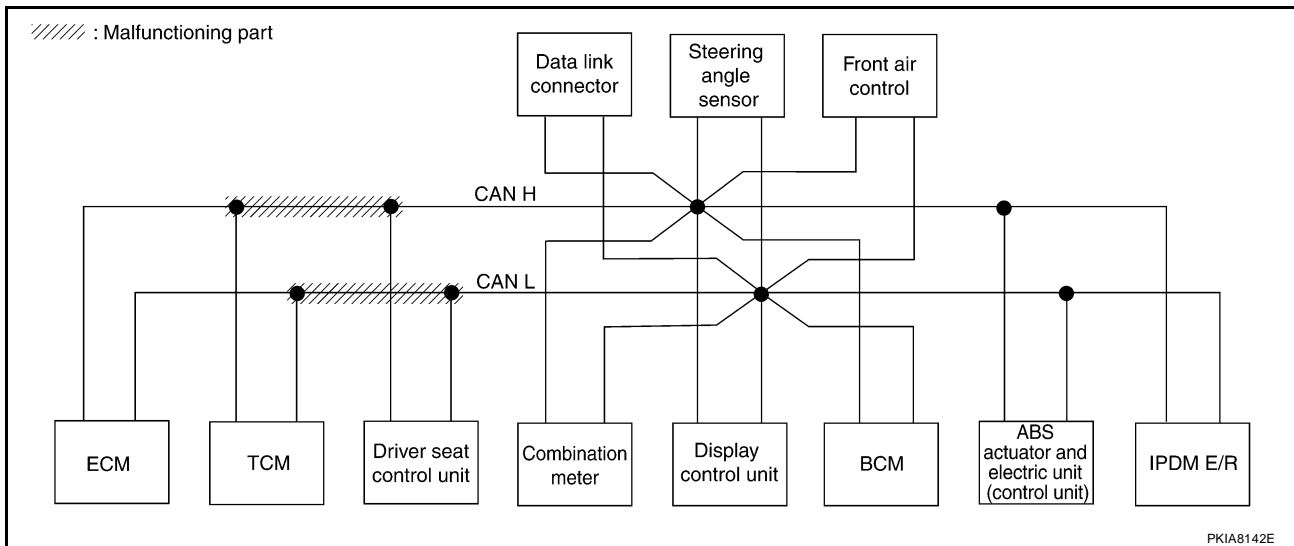 : Malfunctioning part
Data link
connector
Steering
angle
sensor
Front air
control
CAN H
CAN L
ECM
TCM
Driver seat
control unit
Combination
meter
Display
control unit
BCM
ABS
actuator and
electric unit
(control unit)
IPDM E/R
PKIA8142E